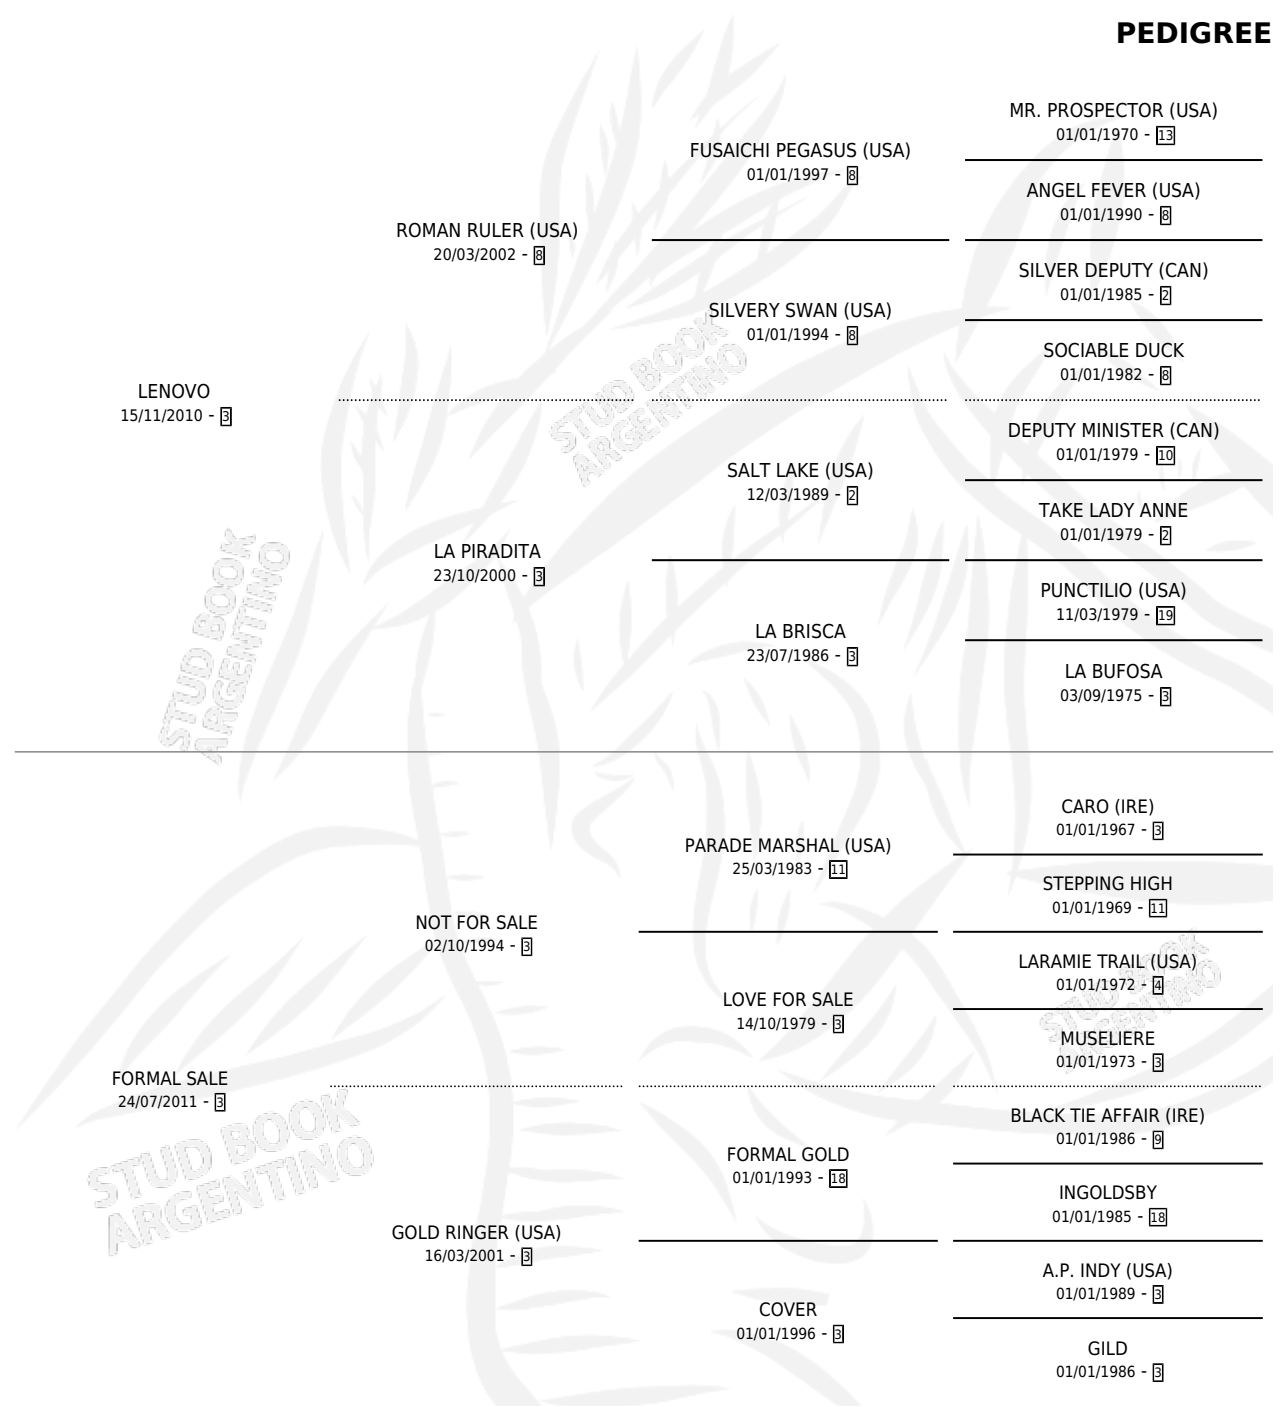 PEDIGREE
MR. PROSPECTOR (USA)
01/01/1970 - 13
FUSAICHI PEGASUS (USA)
01/01/1997 - 8
ANGEL FEVER (USA)
01/01/1990 - 8
ROMAN RULER (USA)
20/03/2002 - 8
SILVER DEPUTY (CAN)
01/01/1985 - 2
SILVERY SWAN (USA)
01/01/1994 - 8
SOCIABLE DUCK
01/01/1982 - 8
LENOVO
15/11/2010 - 3
STUD BOOK
ARGENTINO
DEPUTY MINISTER (CAN)
01/01/1979 - 10
SALT LAKE (USA)
12/03/1989 - 2
TAKE LADY ANNE
01/01/1979 - 2
LA PIRADITA
23/10/2000 - 3
PUNCTILIO (USA)
11/03/1979 - 19
LA BRISCA
23/07/1986 - 3
LA BUFOSA
03/09/1975 - 3
STUD BOOK
ARGENTINO
CARO (IRE)
01/01/1967 - 3
PARADE MARSHAL (USA)
25/03/1983 - 11
STEPPING HIGH
01/01/1969 - 11
NOT FOR SALE
02/10/1994 - 3
LARAMIE TRAIL (USA)
01/01/1972 - 4
STUD BOOK
ARGENTINO
LOVE FOR SALE
14/10/1979 - 3
MUSELIERE
01/01/1973 - 3
FORMAL SALE
24/07/2011 - 3
STUD BOOK
ARGENTINO
BLACK TIE AFFAIR (IRE)
01/01/1986 - 9
FORMAL GOLD
01/01/1993 - 18
INGOLDSBY
01/01/1985 - 18
GOLD RINGER (USA)
16/03/2001 - 3
A.P. INDY (USA)
01/01/1989 - 3
COVER
01/01/1996 - 3
GILD
01/01/1986 - 3